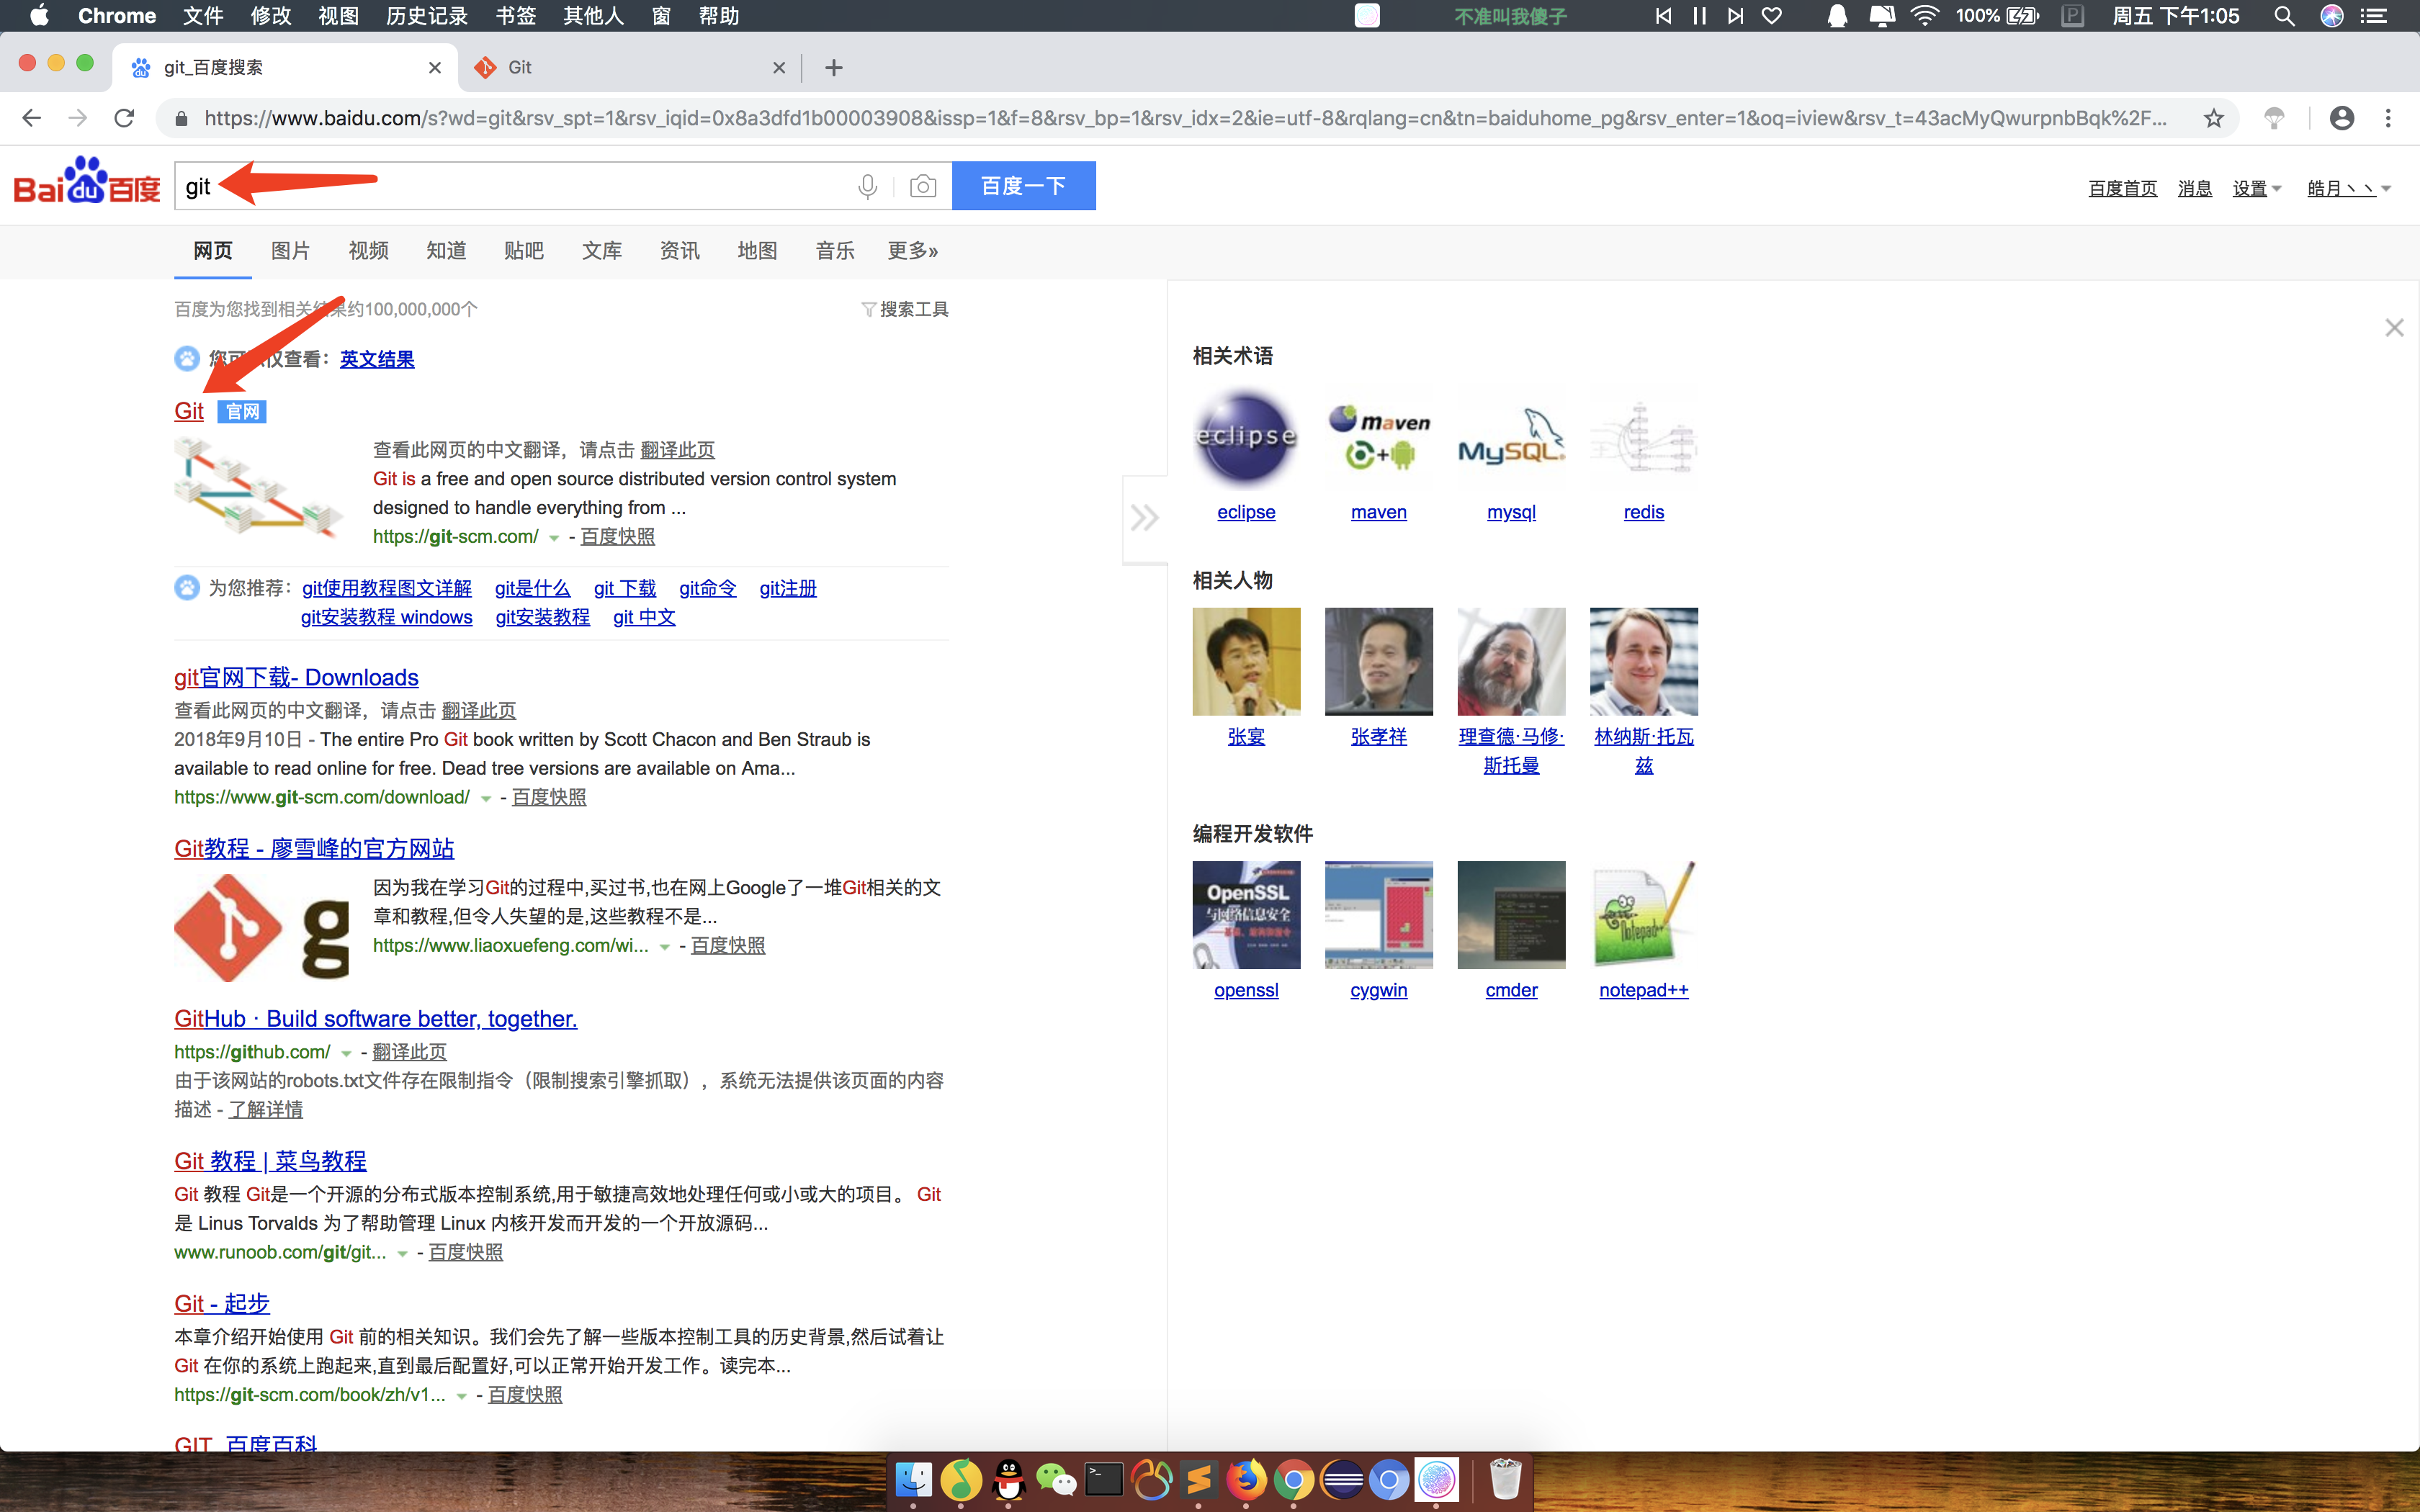 Chrome 文件 修改 视图 历史记录 书签 其他人 窗 帮助 不准叫我傻子 100% P 周五 下午1:05
git_百度搜索 Git
https://www.baidu.com/s?wd=git&rsv_spt=1&rsv_iqid=0x8a3dfd1b00003908&issp=1&f=8&rsv_bp=1&rsv_idx=2&ie=utf-8&rqlang=cn&tn=baiduhome_pg&rsv_enter=1&oq=iview&rsv_t=43acMyQwurpnbBqk%2F...
Baidu百度 git 百度一下 百度首页 消息 设置 皓月丶丶
网页 图片 视频 知道 贴吧 文库 资讯 地图 音乐 更多»
百度为您找到相关结果约100,000,000个 搜索工具
您可以仅查看：英文结果
Git 官网
查看此网页的中文翻译，请点击 翻译此页
Git is a free and open source distributed version control system
designed to handle everything from ...
https://git-scm.com/ - 百度快照
为您推荐： git使用教程图文详解 git是什么 git 下载 git命令 git注册
git安装教程 windows git安装教程 git 中文
git官网下载- Downloads
查看此网页的中文翻译，请点击 翻译此页
2018年9月10日 - The entire Pro Git book written by Scott Chacon and Ben Straub is
available to read online for free. Dead tree versions are available on Ama...
https://www.git-scm.com/download/ - 百度快照
Git教程 - 廖雪峰的官方网站
g
因为我在学习Git的过程中,买过书,也在网上Google了一堆Git相关的文
章和教程,但令人失望的是,这些教程不是...
https://www.liaoxuefeng.com/wi... - 百度快照
GitHub · Build software better, together.
https://github.com/ - 翻译此页
由于该网站的robots.txt文件存在限制指令（限制搜索引擎抓取），系统无法提供该页面的内容
描述 - 了解详情
Git 教程 | 菜鸟教程
Git 教程 Git是一个开源的分布式版本控制系统,用于敏捷高效地处理任何或小或大的项目。 Git
是 Linus Torvalds 为了帮助管理 Linux 内核开发而开发的一个开放源码...
www.runoob.com/git/git... - 百度快照
Git - 起步
本章介绍开始使用 Git 前的相关知识。我们会先了解一些版本控制工具的历史背景,然后试着让
Git 在你的系统上跑起来,直到最后配置好,可以正常开始开发工作。读完本...
https://git-scm.com/book/zh/v1... - 百度快照
GIT_百度百科
相关术语
eclipse maven MySQL
eclipse maven mysql redis
相关人物
张宴 张孝祥 理查德·马修· 林纳斯·托瓦
斯托曼 兹
编程开发软件
OpenSSL
与网络信息安全
Notepad++
openssl cygwin cmder notepad++